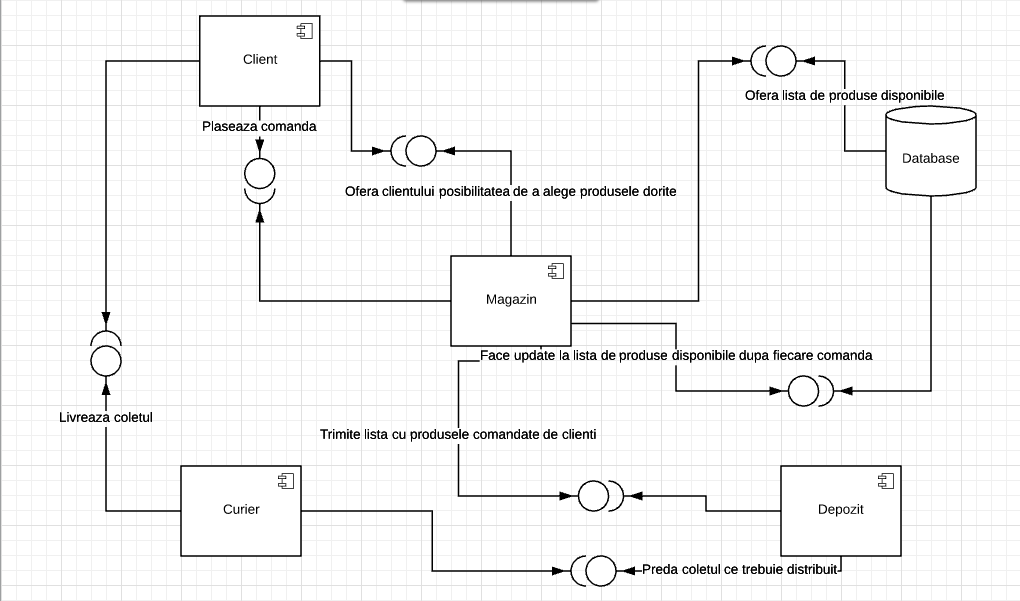 Client
Plaseaza comanda
Ofera lista de produse disponibile
Database
Ofera clientului posibilitatea de a alege produsele dorite
Magazin
Face update la lista de produse disponibile dupa fiecare comanda
Livreaza coletul
Trimite lista cu produsele comandate de clienti
Curier
Depozit
Preda coletul ce trebuie distribuit